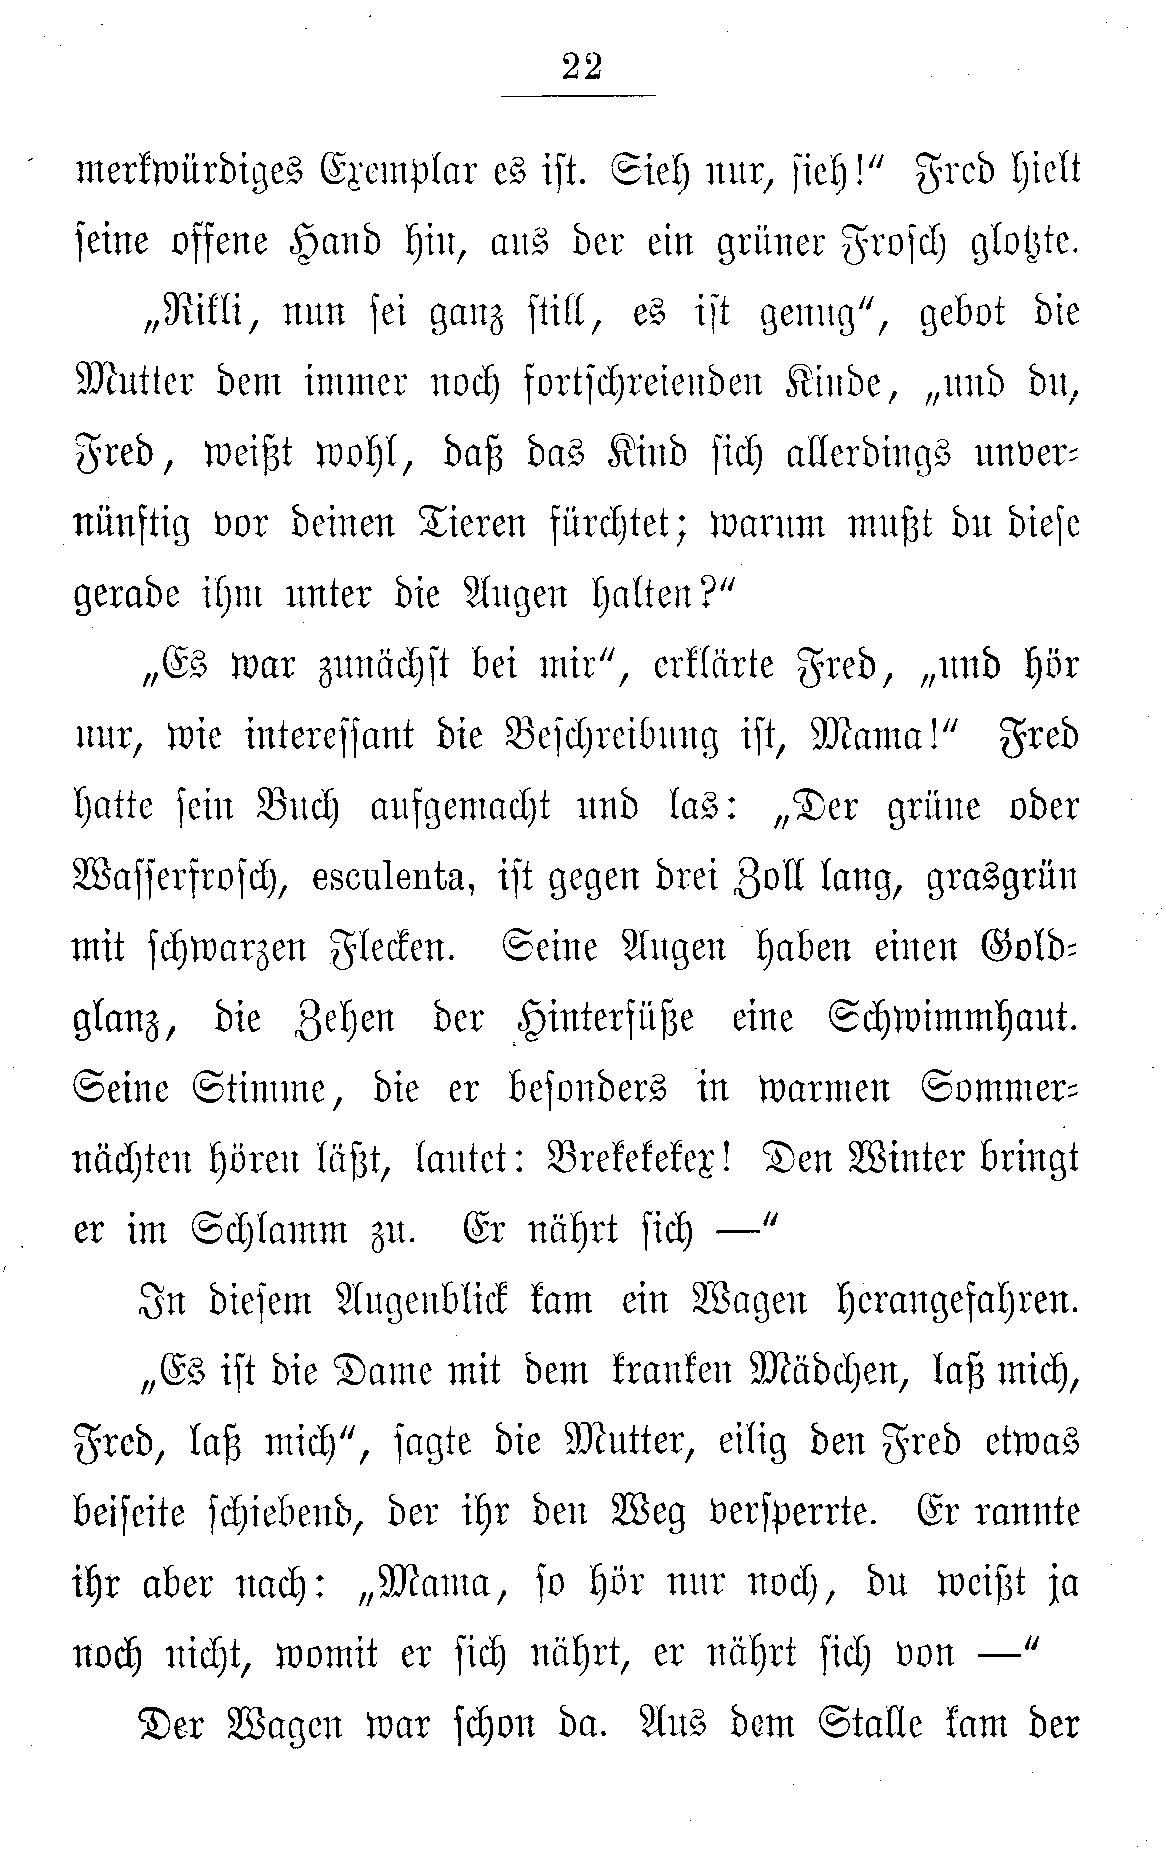 22
merkwürdiges Exemplar es ist. Sieh nur, sieh!“ Fred hielt
seine offene Hand hin, aus der ein grüner Frosch glotzte.
„Rikli, nun sei ganz still, es ist genug“, gebot die
Mutter dem immer noch fortschreienden Kinde, „und du,
Fred, weißt wohl, daß das Kind sich allerdings unver-
nünftig vor deinen Tieren fürchtet; warum mußt du diese
gerade ihm unter die Augen halten?“
„Es war zunächst bei mir“, erklärte Fred, „und hör
nur, wie interessant die Beschreibung ist, Mama!“ Fred
hatte sein Buch aufgemacht und las: „Der grüne oder
Wasserfrosch, esculenta, ist gegen drei Zoll lang, grasgrün
mit schwarzen Flecken. Seine Augen haben einen Gold-
glanz, die Zehen der Hinterfüße eine Schwimmhaut.
Seine Stimme, die er besonders in warmen Sommer-
nächten hören läßt, lautet: Brekekekex! Den Winter bringt
er im Schlamm zu. Er nährt sich —“
In diesem Augenblick kam ein Wagen herangefahren.
„Es ist die Dame mit dem kranken Mädchen, laß mich,
Fred, laß mich“, sagte die Mutter, eilig den Fred etwas
beiseite schiebend, der ihr den Weg versperrte. Er rannte
ihr aber nach: „Mama, so hör nur noch, du weißt ja
noch nicht, womit er sich nährt, er nährt sich von —“
Der Wagen war schon da. Aus dem Stalle kam der